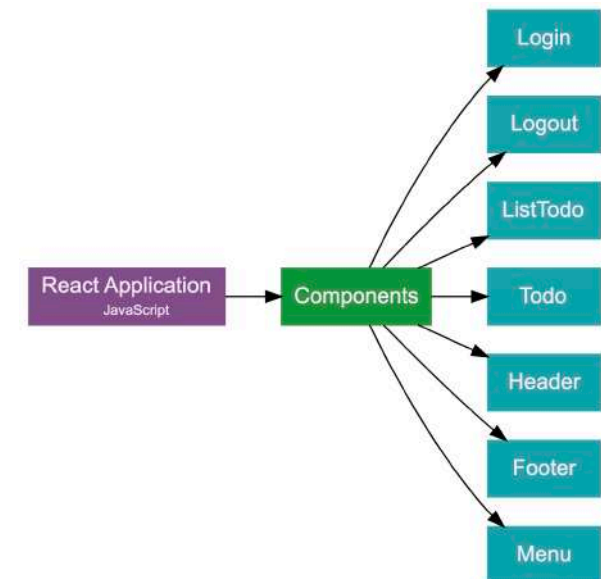 Login
Logout
ListTodo
React Application
JavaScript
Components
Todo
Header
Footer
Menu